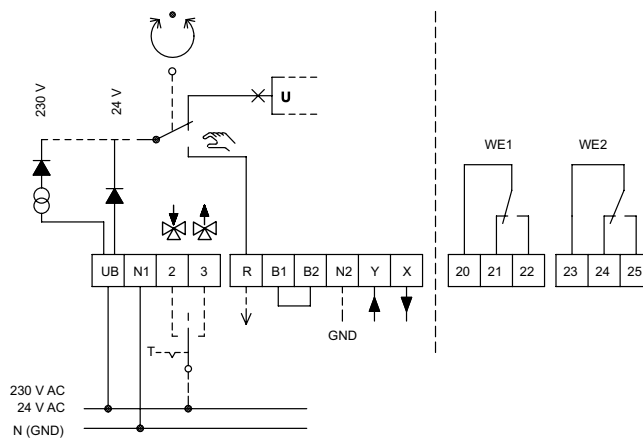 230 V
24 V
U
WE1
WE2
UB N1 2 3
R B1 B2 N2 Y X
20 21 22
23 24 25
GND
T
230 V AC
24 V AC
N (GND)